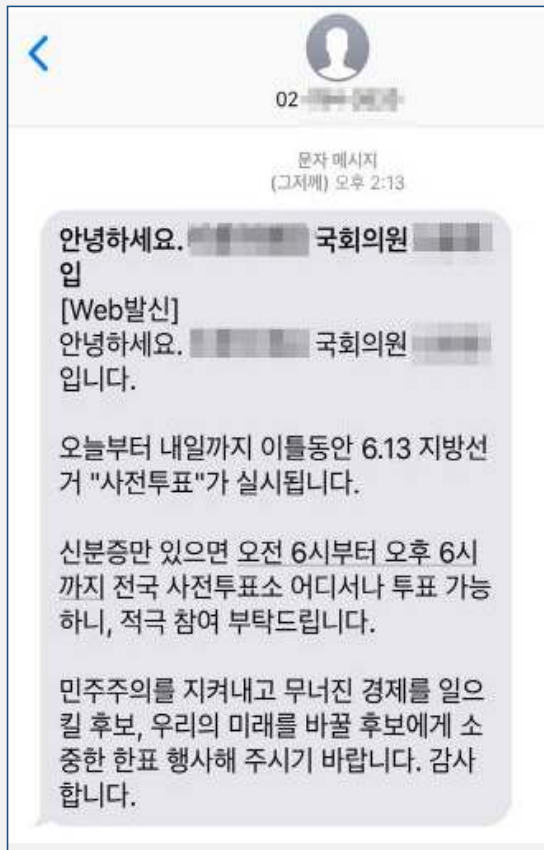 02
문자 메시지
(그저께) 오후 2:13
안녕하세요. 국회의원
입
[Web발신]
안녕하세요. 국회의원
입니다.
오늘부터 내일까지 이틀동안 6.13 지방선
거 "사전투표"가 실시됩니다.
신분증만 있으면 오전 6시부터 오후 6시
까지 전국 사전투표소 어디서나 투표 가능
하니, 적극 참여 부탁드립니다.
민주주의를 지켜내고 무너진 경제를 일으
킬 후보, 우리의 미래를 바꿀 후보에게 소
중한 한표 행사해 주시기 바랍니다. 감사
합니다.